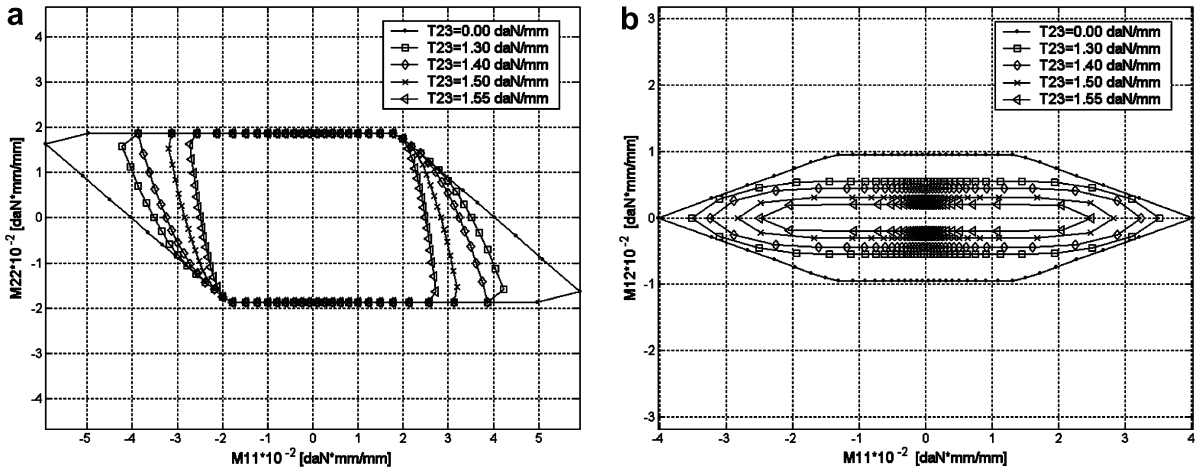 a
T23=0.00 daN/mm
T23=1.30 daN/mm
T23=1.40 daN/mm
T23=1.50 daN/mm
T23=1.55 daN/mm
4
3
2
1
0
-1
-2
-3
-4
M22*10^-2 [daN*mm/mm]
-5 -4 -3 -2 -1 0 1 2 3 4 5
M11*10^-2 [daN*mm/mm]
b
T23=0.00 daN/mm
T23=1.30 daN/mm
T23=1.40 daN/mm
T23=1.50 daN/mm
T23=1.55 daN/mm
3
2
1
0
-1
-2
-3
M12*10^-2 [daN*mm/mm]
-4 -3 -2 -1 0 1 2 3 4
M11*10^-2 [daN*mm/mm]